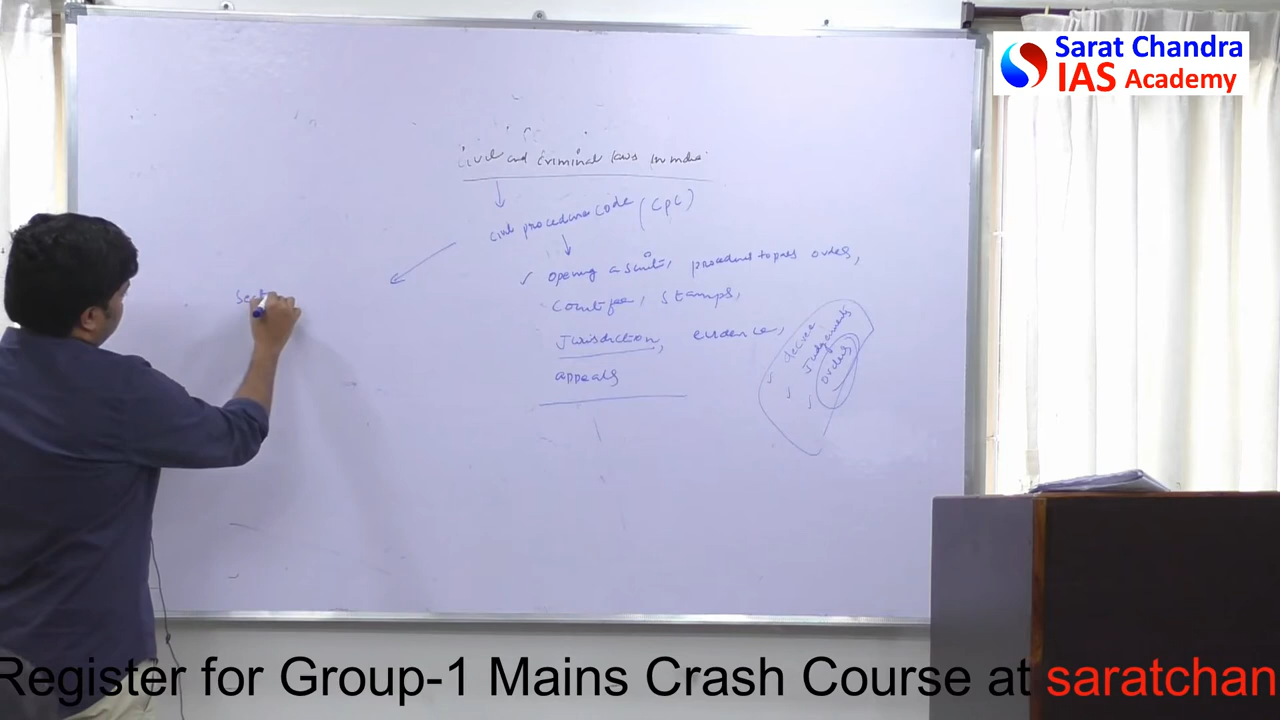 Sarat Chandra
IAS Academy
Civil and Criminal laws in India
civil procedures code (CPC)
✓ opening a suit, procedure to pass orders,
Court fee, stamps,
Jurisdiction, evidence,
appeals
✓ decree
✓ Judgements
✓ orders
Register for Group-1 Mains Crash Course at saratchan